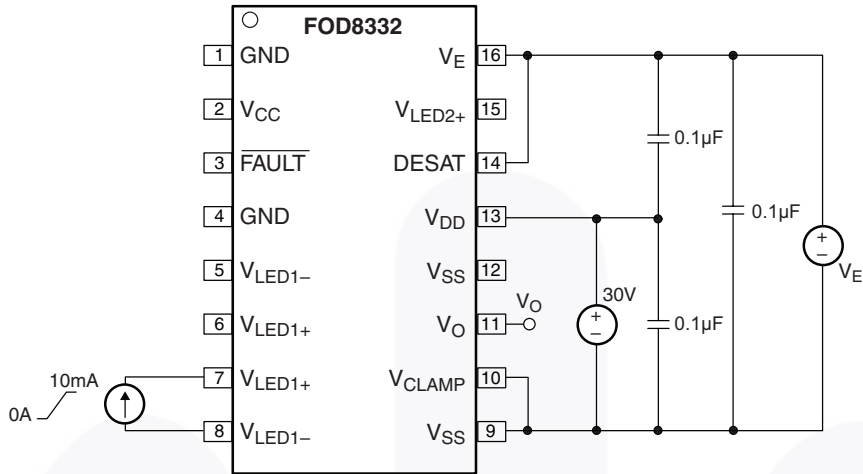 FOD8332
1 GND
2 VCC
3 FAULT
4 GND
5 VLED1–
6 VLED1+
7 VLED1+
8 VLED1–
VE 16
VLED2+ 15
DESAT 14
VDD 13
VSS 12
VO 11
VCLAMP 10
VSS 9
10mA
0A
VO
30V
+
–
0.1µF
0.1µF
0.1µF
+
–
VE